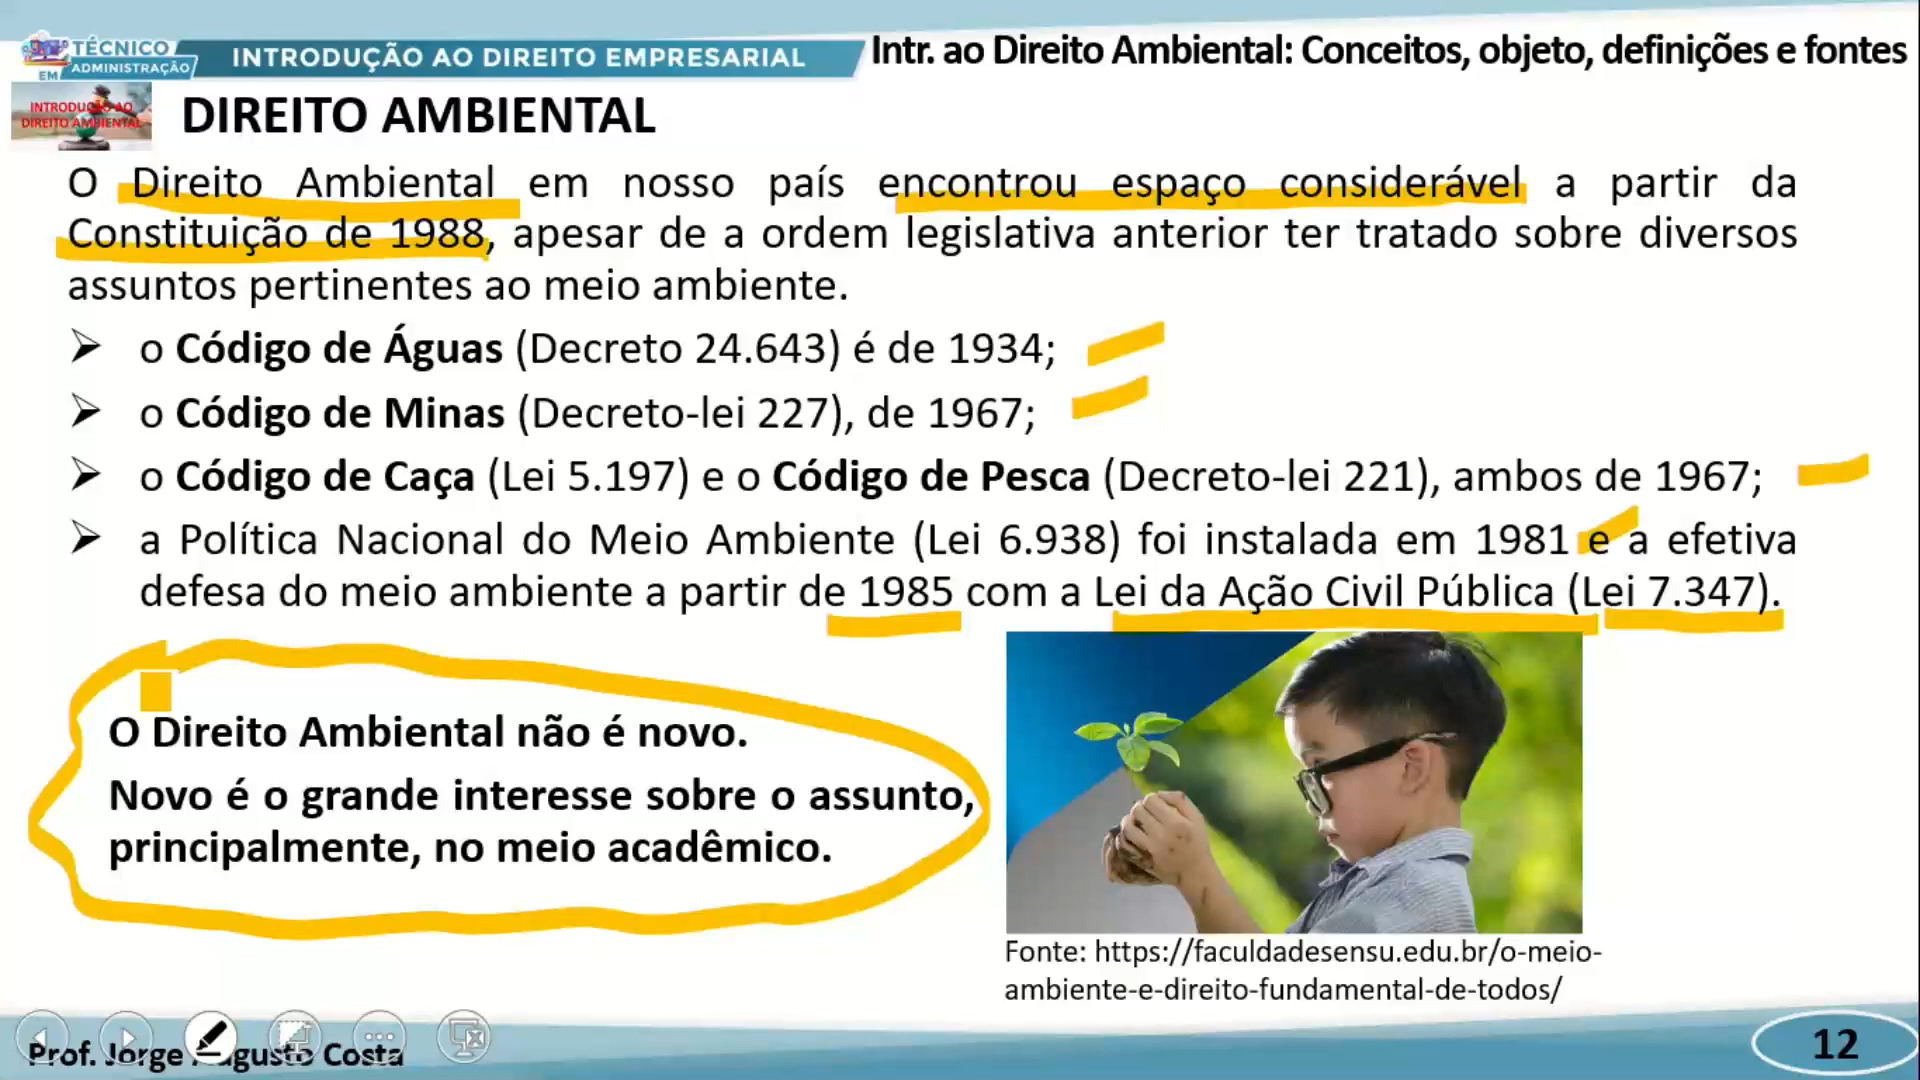 TÉCNICO
EM ADMINISTRAÇÃO
INTRODUÇÃO AO DIREITO EMPRESARIAL
Intr. ao Direito Ambiental: Conceitos, objeto, definições e fontes
INTRODUÇÃO AO
DIREITO AMBIENTAL
DIREITO AMBIENTAL
O Direito Ambiental em nosso país encontrou espaço considerável a partir da
Constituição de 1988, apesar de a ordem legislativa anterior ter tratado sobre diversos
assuntos pertinentes ao meio ambiente.
➢ o Código de Águas (Decreto 24.643) é de 1934;
➢ o Código de Minas (Decreto-lei 227), de 1967;
➢ o Código de Caça (Lei 5.197) e o Código de Pesca (Decreto-lei 221), ambos de 1967;
➢ a Política Nacional do Meio Ambiente (Lei 6.938) foi instalada em 1981 e a efetiva
defesa do meio ambiente a partir de 1985 com a Lei da Ação Civil Pública (Lei 7.347).
O Direito Ambiental não é novo.
Novo é o grande interesse sobre o assunto,
principalmente, no meio acadêmico.
Fonte: https://faculdadesensu.edu.br/o-meio-
ambiente-e-direito-fundamental-de-todos/
Prof. Jorge Augusto Costa
12